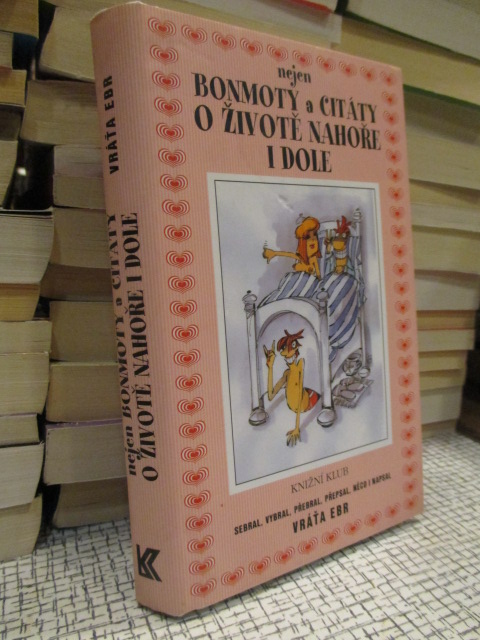 nejen
BONMOTY a CITÁTY
O ŽIVOTĚ NAHOŘE
I DOLE
KNIŽNÍ KLUB
SEBRAL, VYBRAL, PŘEBRAL, PŘEPSAL, NĚCO I NAPSAL
VRÁŤA EBR
VRÁŤA EBR
nejen BONMOTY a CITÁTY
O ŽIVOTĚ NAHOŘE I DOLE